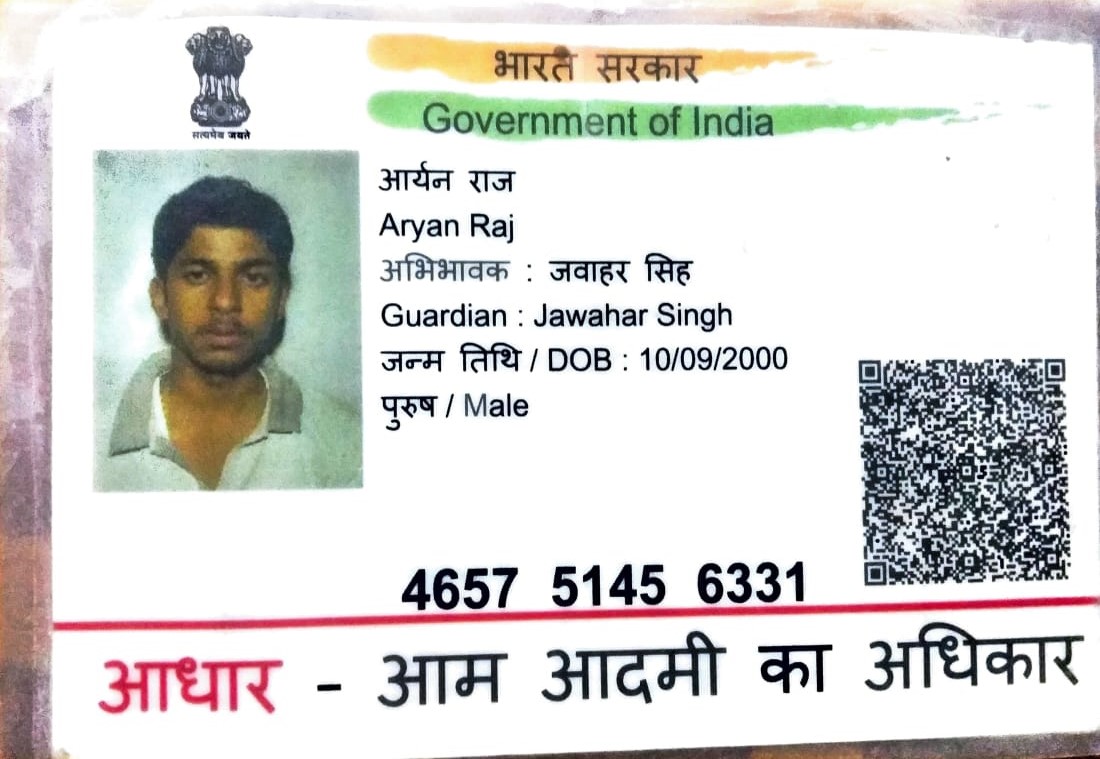 सत्यमेव जयते
भारत सरकार
Government of India
आर्यन राज
Aryan Raj
अभिभावक : जवाहर सिंह
Guardian : Jawahar Singh
जन्म तिथि / DOB : 10/09/2000
पुरुष / Male
4657 5145 6331
आधार - आम आदमी का अधिकार